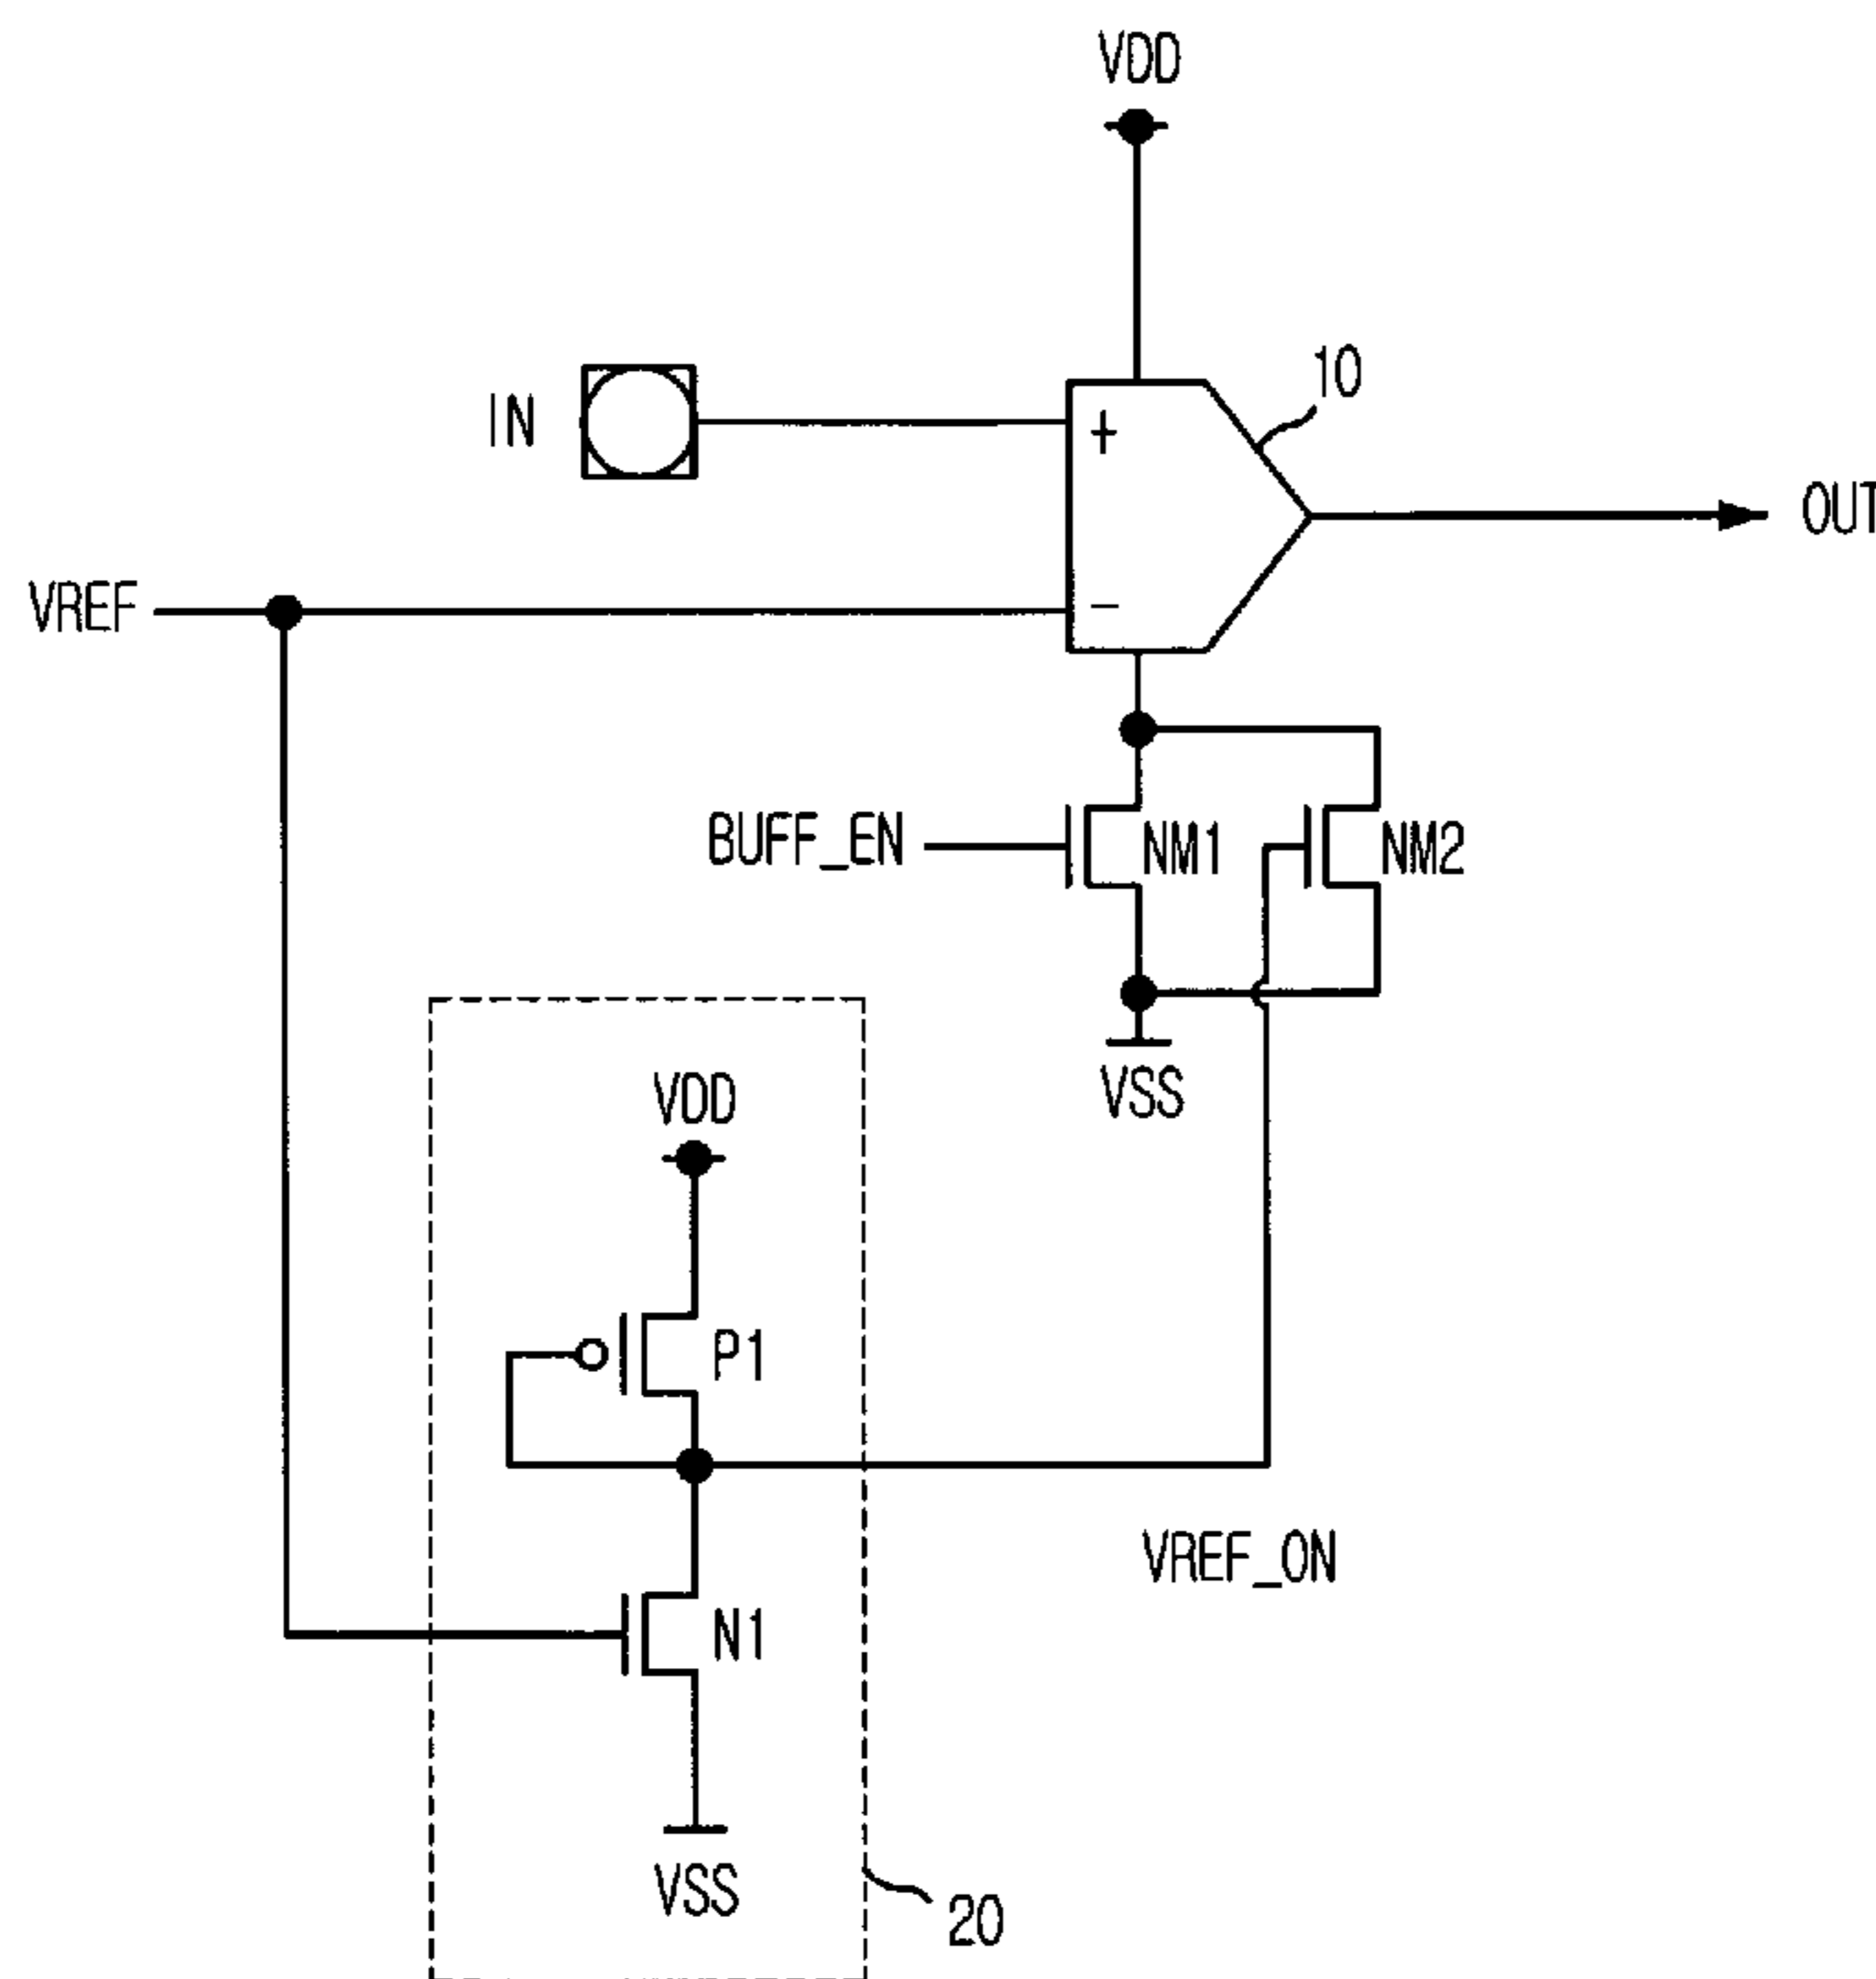 VDD
10
IN
+
OUT
VREF
−
BUFF_EN
NM1
NM2
VSS
VDD
P1
VREF_ON
N1
VSS
20